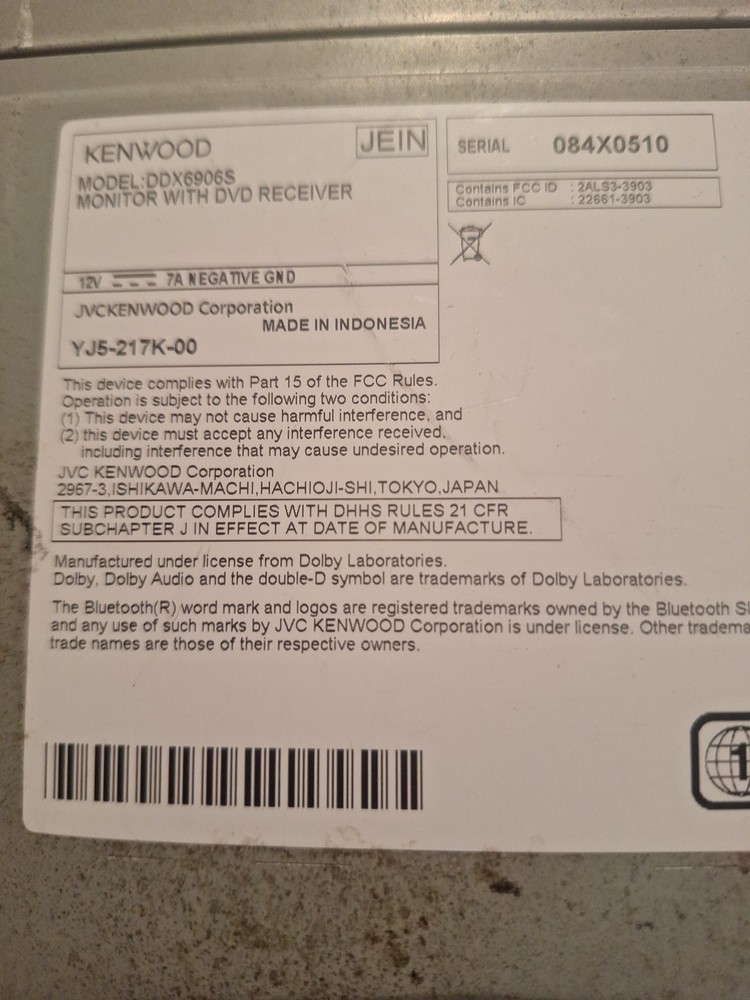 KENWOOD
JEIN
MODEL:DDX6906S
MONITOR WITH DVD RECEIVER
12V 7A NEGATIVE GND
JVCKENWOOD Corporation
MADE IN INDONESIA
YJ5-217K-00
SERIAL 084X0510
Contains FCC ID : 2ALS3-3903
Contains IC : 22661-3903
This device complies with Part 15 of the FCC Rules.
Operation is subject to the following two conditions:
(1) This device may not cause harmful interference, and
(2) this device must accept any interference received,
including interference that may cause undesired operation.
JVC KENWOOD Corporation
2967-3,ISHIKAWA-MACHI,HACHIOJI-SHI,TOKYO,JAPAN
THIS PRODUCT COMPLIES WITH DHHS RULES 21 CFR
SUBCHAPTER J IN EFFECT AT DATE OF MANUFACTURE.
Manufactured under license from Dolby Laboratories.
Dolby, Dolby Audio and the double-D symbol are trademarks of Dolby Laboratories.
The Bluetooth(R) word mark and logos are registered trademarks owned by the Bluetooth
and any use of such marks by JVC KENWOOD Corporation is under license. Other
trade names are those of their respective owners.
1